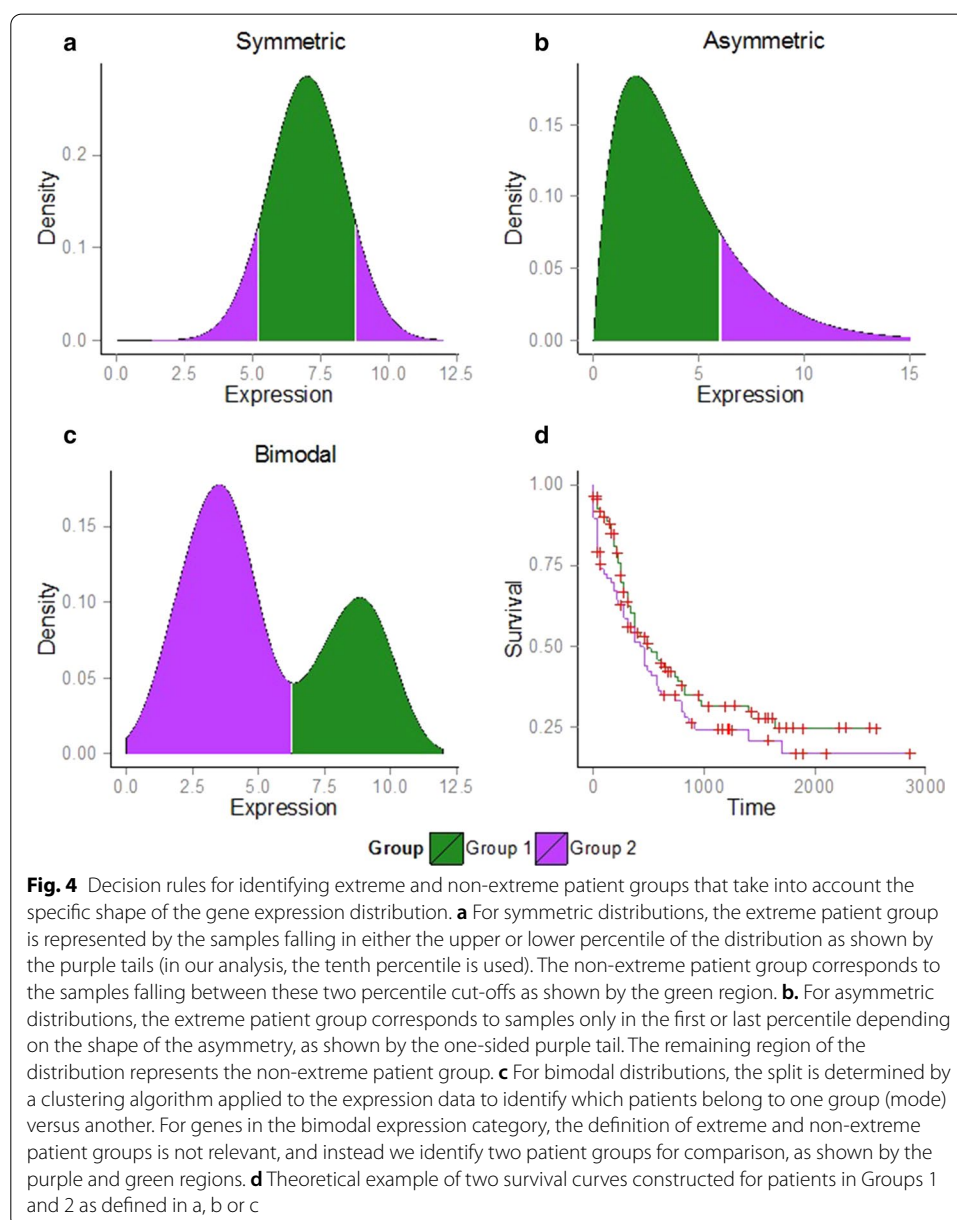 a
Symmetric
Density
0.2
0.1
0.0
0.0 2.5 5.0 7.5 10.0 12.5
Expression
b
Asymmetric
Density
0.15
0.10
0.05
0.00
0 5 10 15
Expression
c
Bimodal
Density
0.15
0.10
0.05
0.00
0.0 2.5 5.0 7.5 10.0 12.5
Expression
d
Survival
1.00
0.75
0.50
0.25
0 1000 2000 3000
Time
Group Group 1 Group 2
Fig. 4 Decision rules for identifying extreme and non-extreme patient groups that take into account the
specific shape of the gene expression distribution. a For symmetric distributions, the extreme patient group
is represented by the samples falling in either the upper or lower percentile of the distribution as shown by
the purple tails (in our analysis, the tenth percentile is used). The non-extreme patient group corresponds to
the samples falling between these two percentile cut-offs as shown by the green region. b. For asymmetric
distributions, the extreme patient group corresponds to samples only in the first or last percentile depending
on the shape of the asymmetry, as shown by the one-sided purple tail. The remaining region of the
distribution represents the non-extreme patient group. c For bimodal distributions, the split is determined by
a clustering algorithm applied to the expression data to identify which patients belong to one group (mode)
versus another. For genes in the bimodal expression category, the definition of extreme and non-extreme
patient groups is not relevant, and instead we identify two patient groups for comparison, as shown by the
purple and green regions. d Theoretical example of two survival curves constructed for patients in Groups 1
and 2 as defined in a, b or c